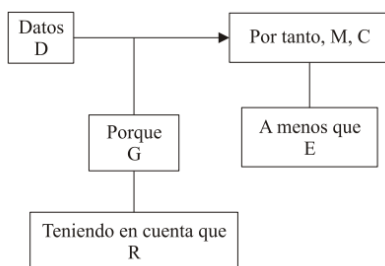 Datos
D
Por tanto, M, C
Porque
G
A menos que
E
Teniendo en cuenta que
R